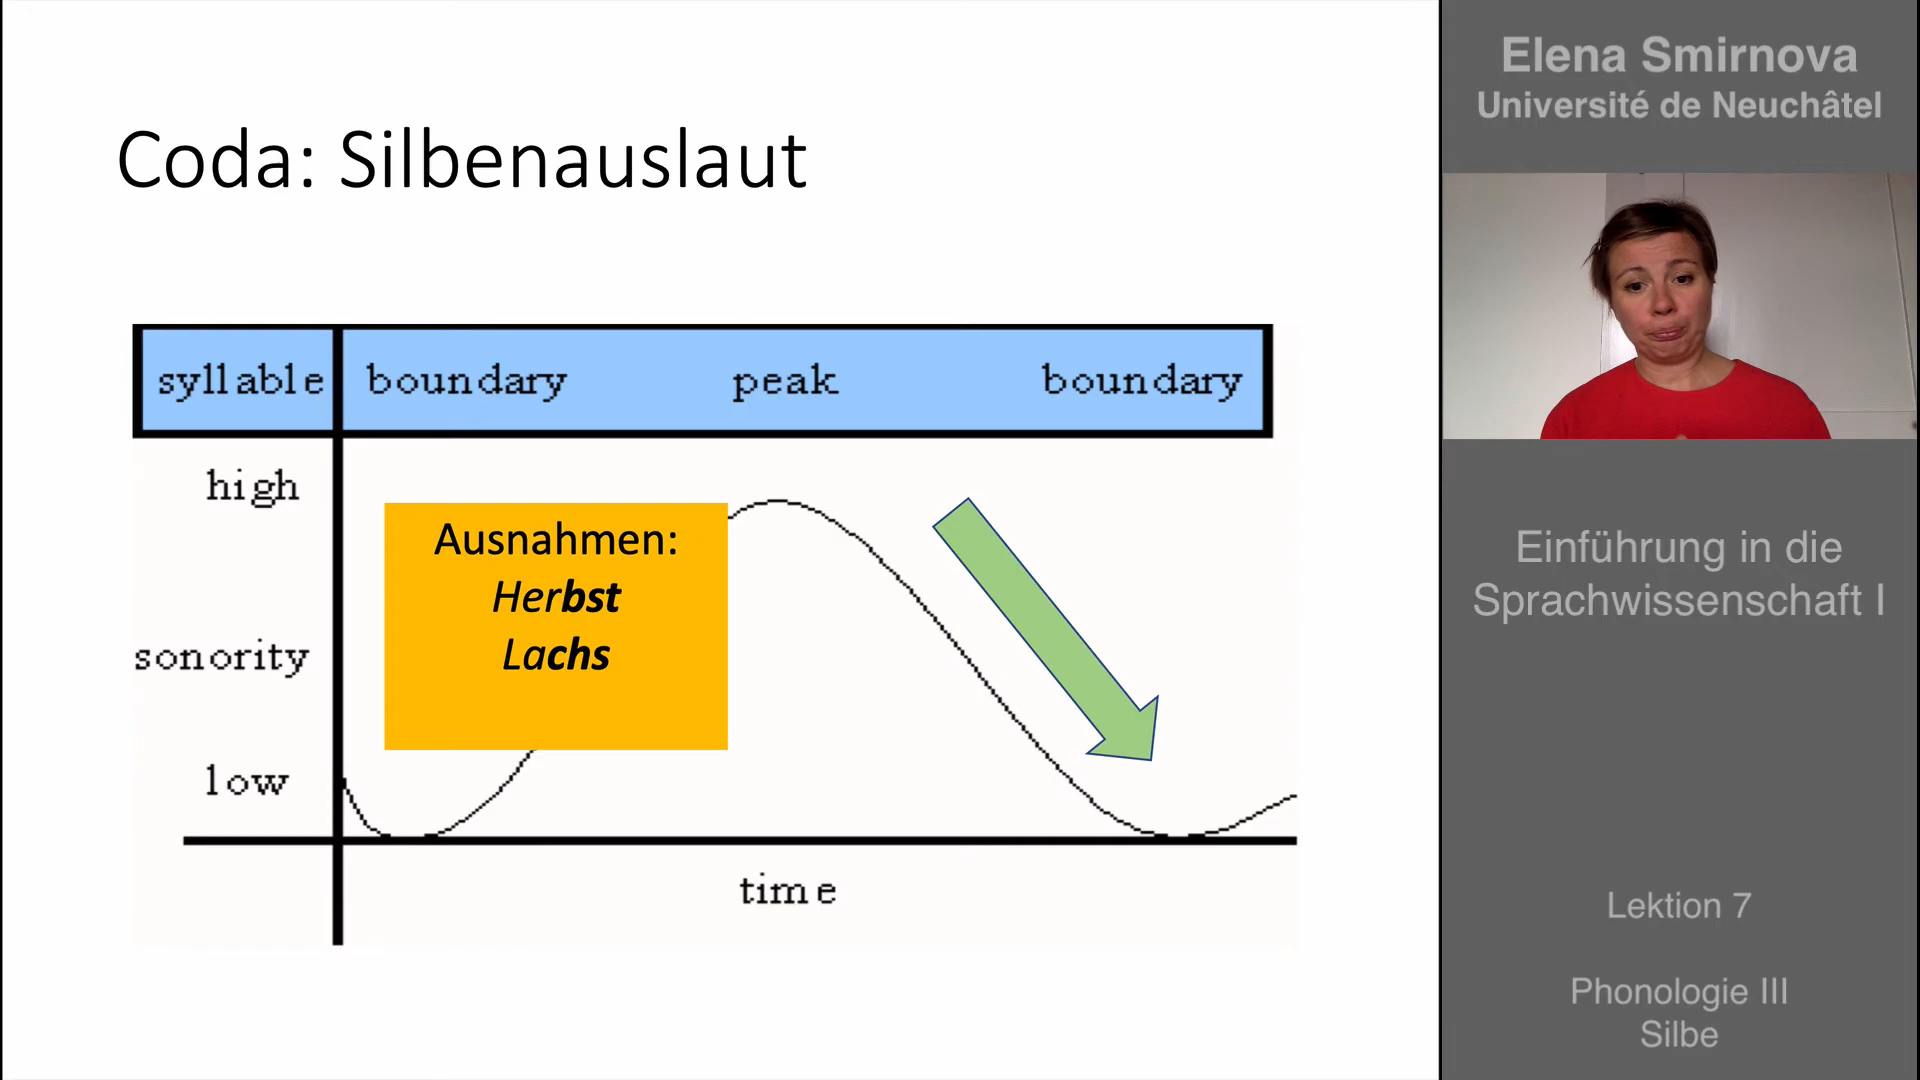 Coda: Silbenauslaut
syllable boundary peak boundary
high
Ausnahmen:
Herbst
Lachs
sonority
low
time
Elena Smirnova
Université de Neuchâtel
Einführung in die
Sprachwissenschaft I
Lektion 7
Phonologie III
Silbe